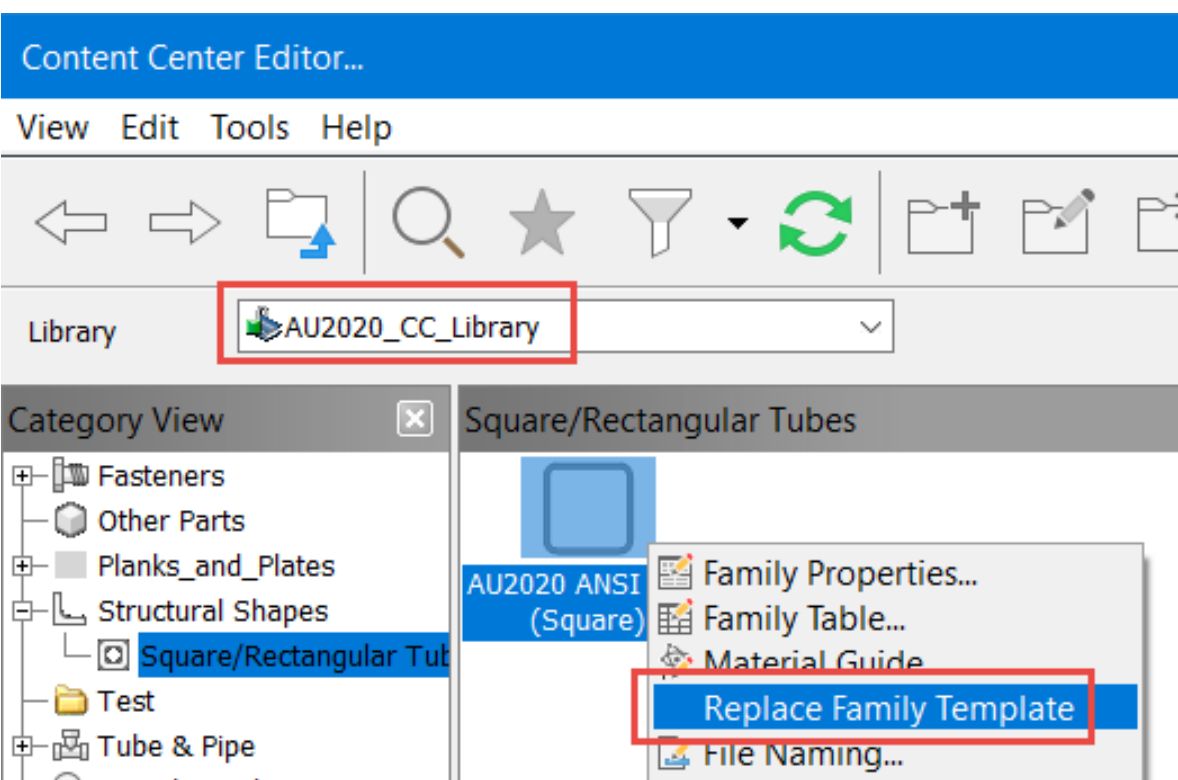 Content Center Editor...
View Edit Tools Help
Library
AU2020_CC_Library
Category View
Square/Rectangular Tubes
Fasteners
Other Parts
Planks_and_Plates
Structural Shapes
Square/Rectangular Tub
Test
Tube & Pipe
AU2020 ANSI
(Square)
Family Properties...
Family Table...
Material Guide
Replace Family Template
File Naming...